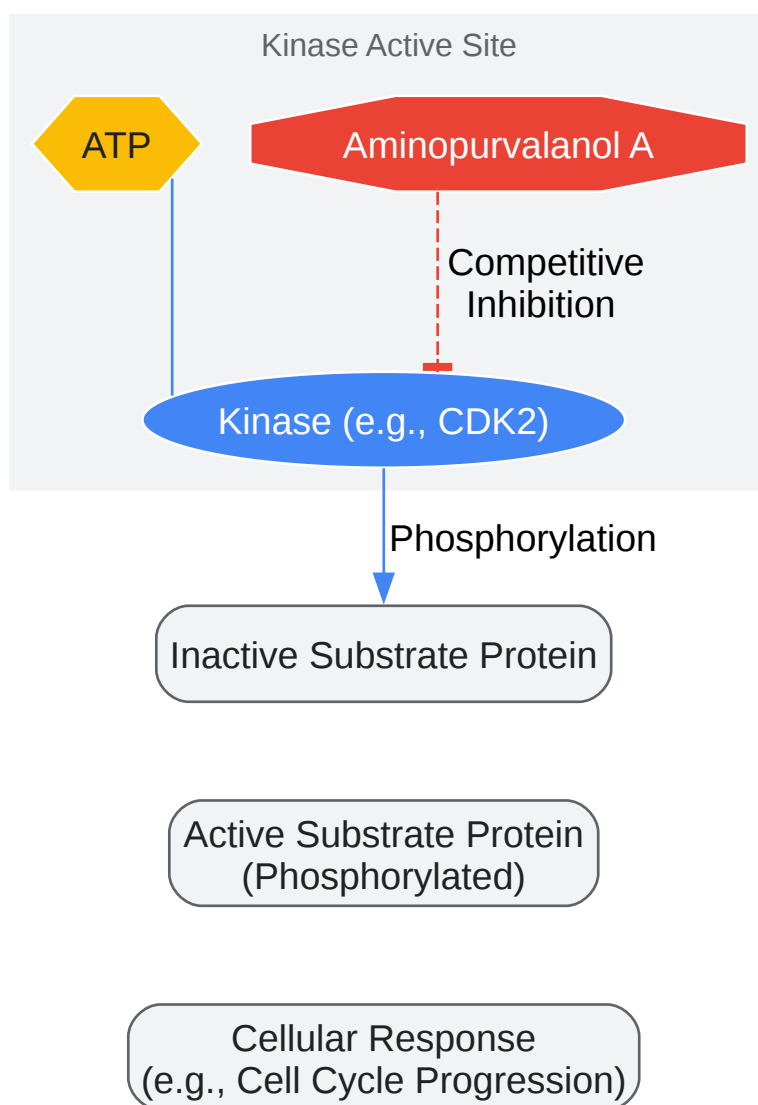 Kinase Active Site
ATP
Aminopurvalanol A
Competitive
Inhibition
Kinase (e.g., CDK2)
Phosphorylation
Inactive Substrate Protein
Active Substrate Protein
(Phosphorylated)
Cellular Response
(e.g., Cell Cycle Progression)